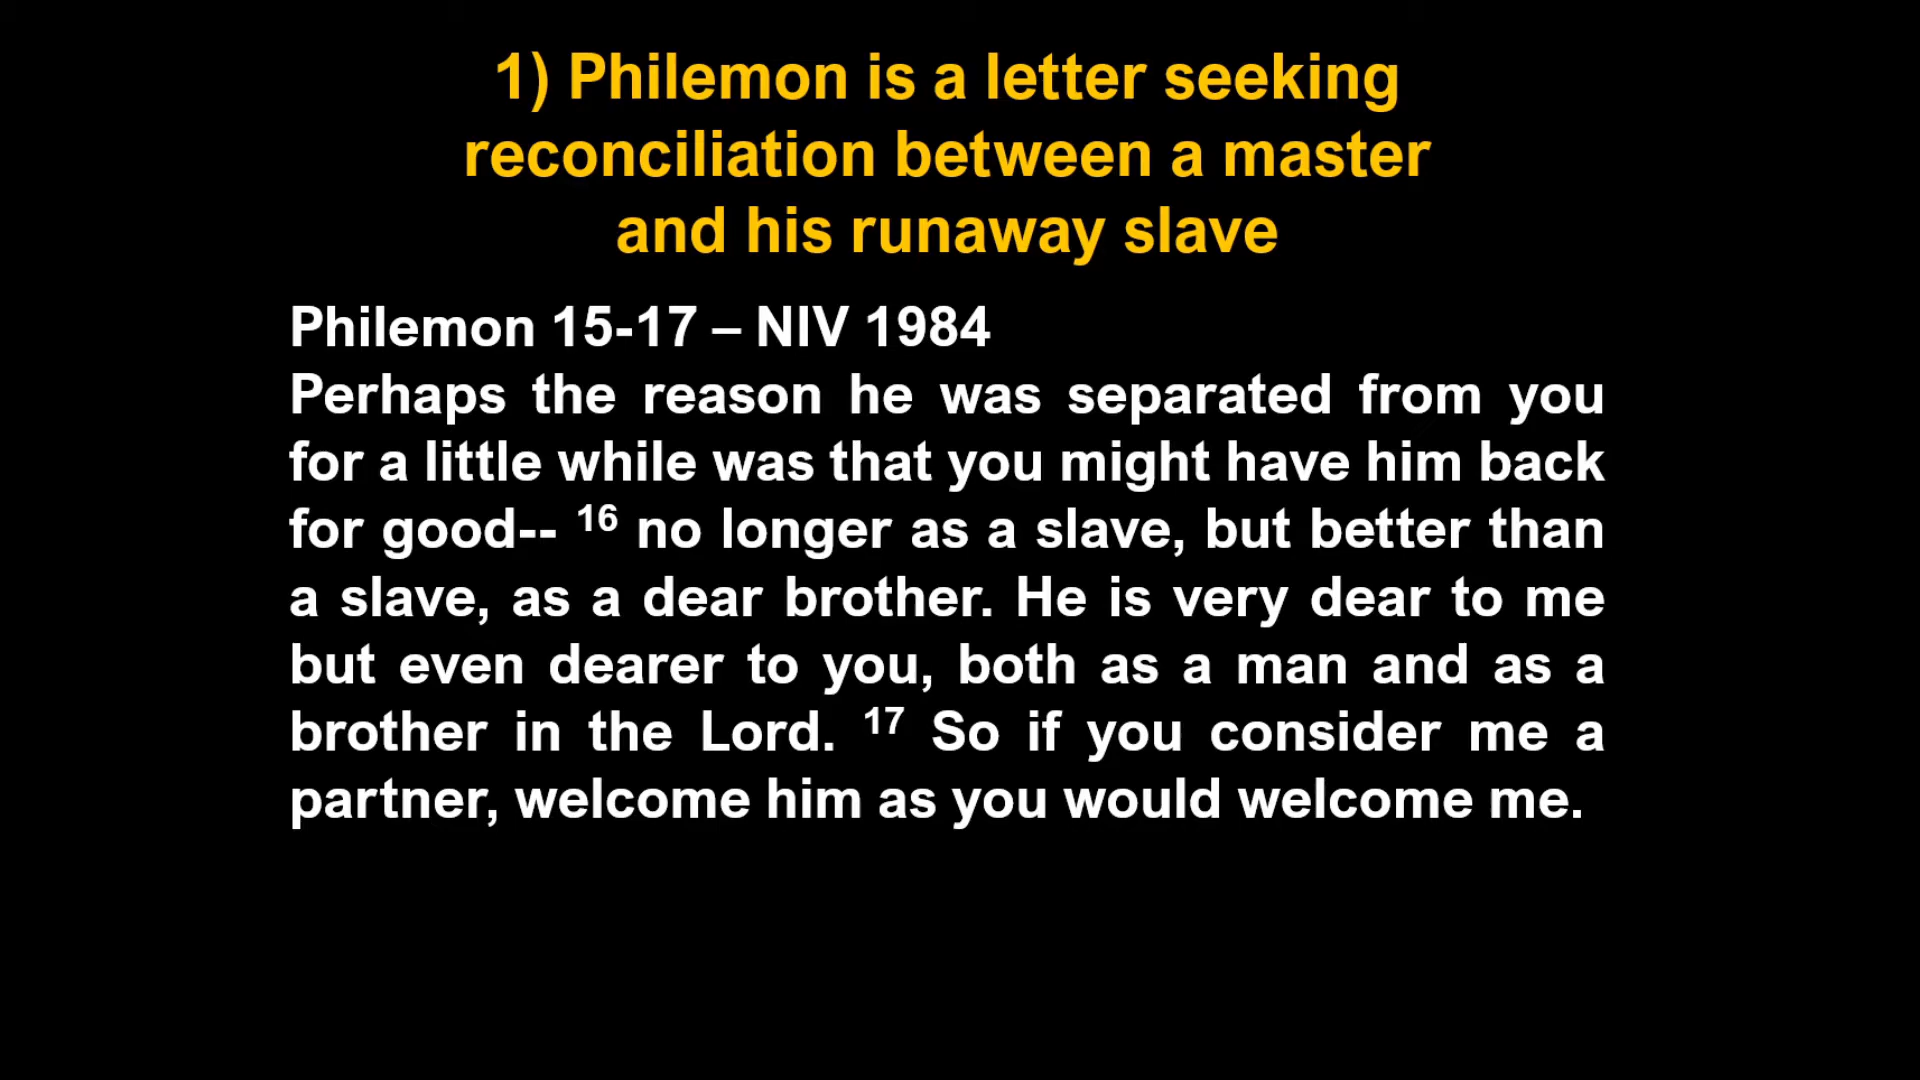 1) Philemon is a letter seeking
reconciliation between a master
and his runaway slave
Philemon 15-17 – NIV 1984
Perhaps the reason he was separated from you
for a little while was that you might have him back
for good-- 16 no longer as a slave, but better than
a slave, as a dear brother. He is very dear to me
but even dearer to you, both as a man and as a
brother in the Lord. 17 So if you consider me a
partner, welcome him as you would welcome me.